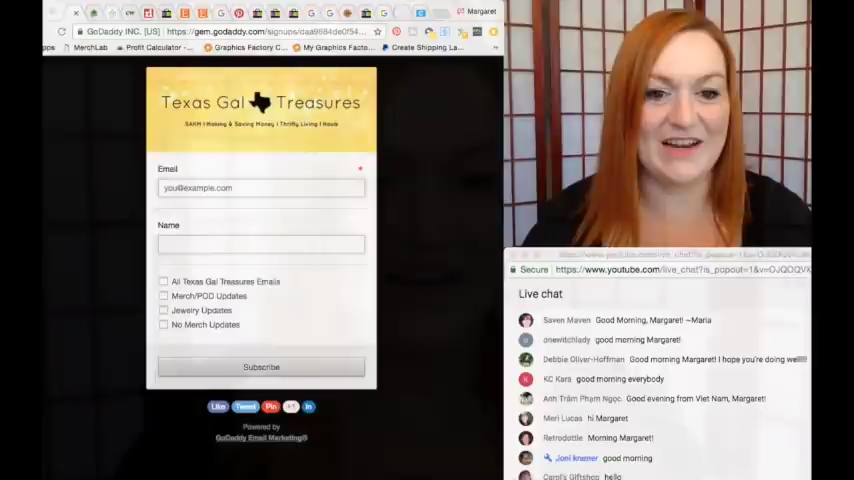 Margaret
GoDaddy INC. [US] https://gem.godaddy.com/signups/daa9684de0f54...
MerchLab
Profit Calculator -...
Graphics Factory C...
My Graphics Factor...
Create Shipping La...
Texas Gal Treasures
SAHM | Making & Saving Money | Thrifty Living | Hauls
Email *
you@example.com
Name
All Texas Gal Treasures Emails
Merch/POD Updates
Jewelry Updates
No Merch Updates
Subscribe
Like Tweet Pin +1 in
Powered by
GoDaddy Email Marketing®
Secure https://www.youtube.com/live_chat?is_popout=1&v=OJQOQVX
Live chat
Saven Maven Good Morning, Margaret! ~Maria
onewitchlady good morning Margaret!
Debbie Oliver-Hoffman Good morning Margaret! I hope you're doing well!!!!
KC Kara good morning everybody
Anh Trâm Phạm Ngọc. Good evening from Viet Nam, Margaret!
Meri Lucas hi Margaret
Retrodottie Morning Margaret!
Joni kramer good morning
Carol's Giftshop hello